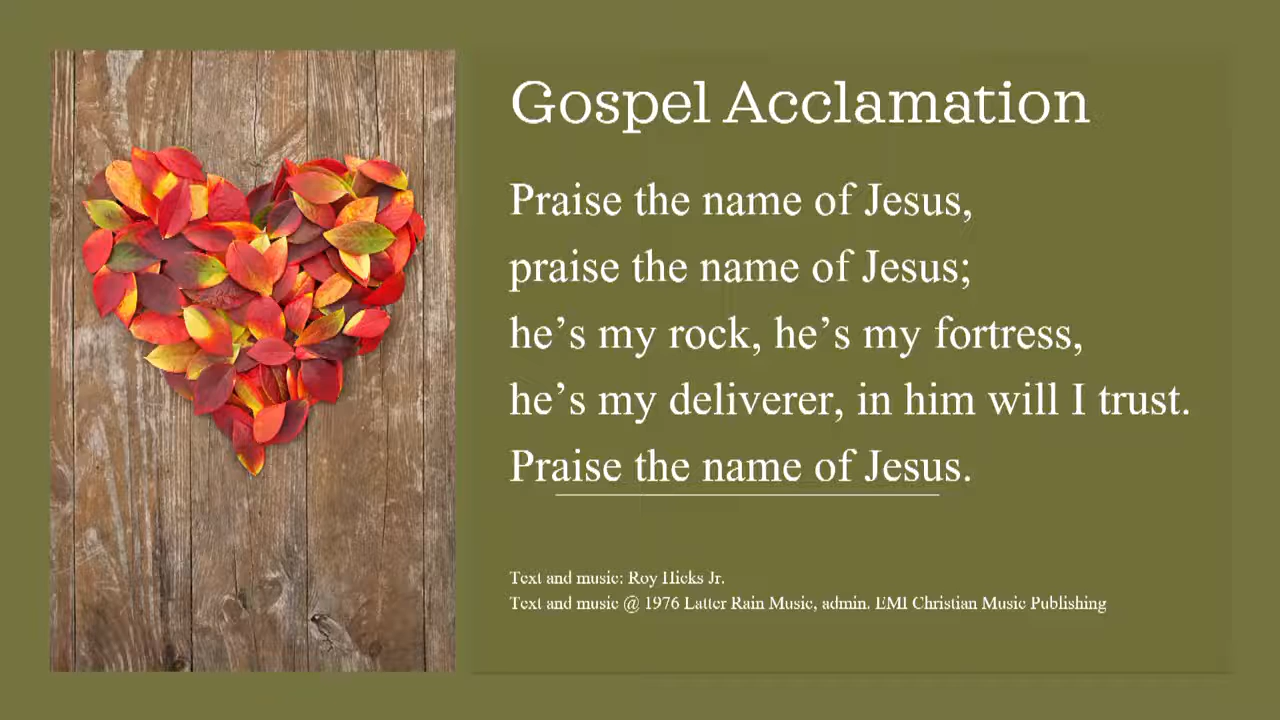 Gospel Acclamation
Praise the name of Jesus,
praise the name of Jesus;
he’s my rock, he’s my fortress,
he’s my deliverer, in him will I trust.
Praise the name of Jesus.
Text and music: Roy Hicks Jr.
Text and music @ 1976 Latter Rain Music, admin. EMI Christian Music Publishing